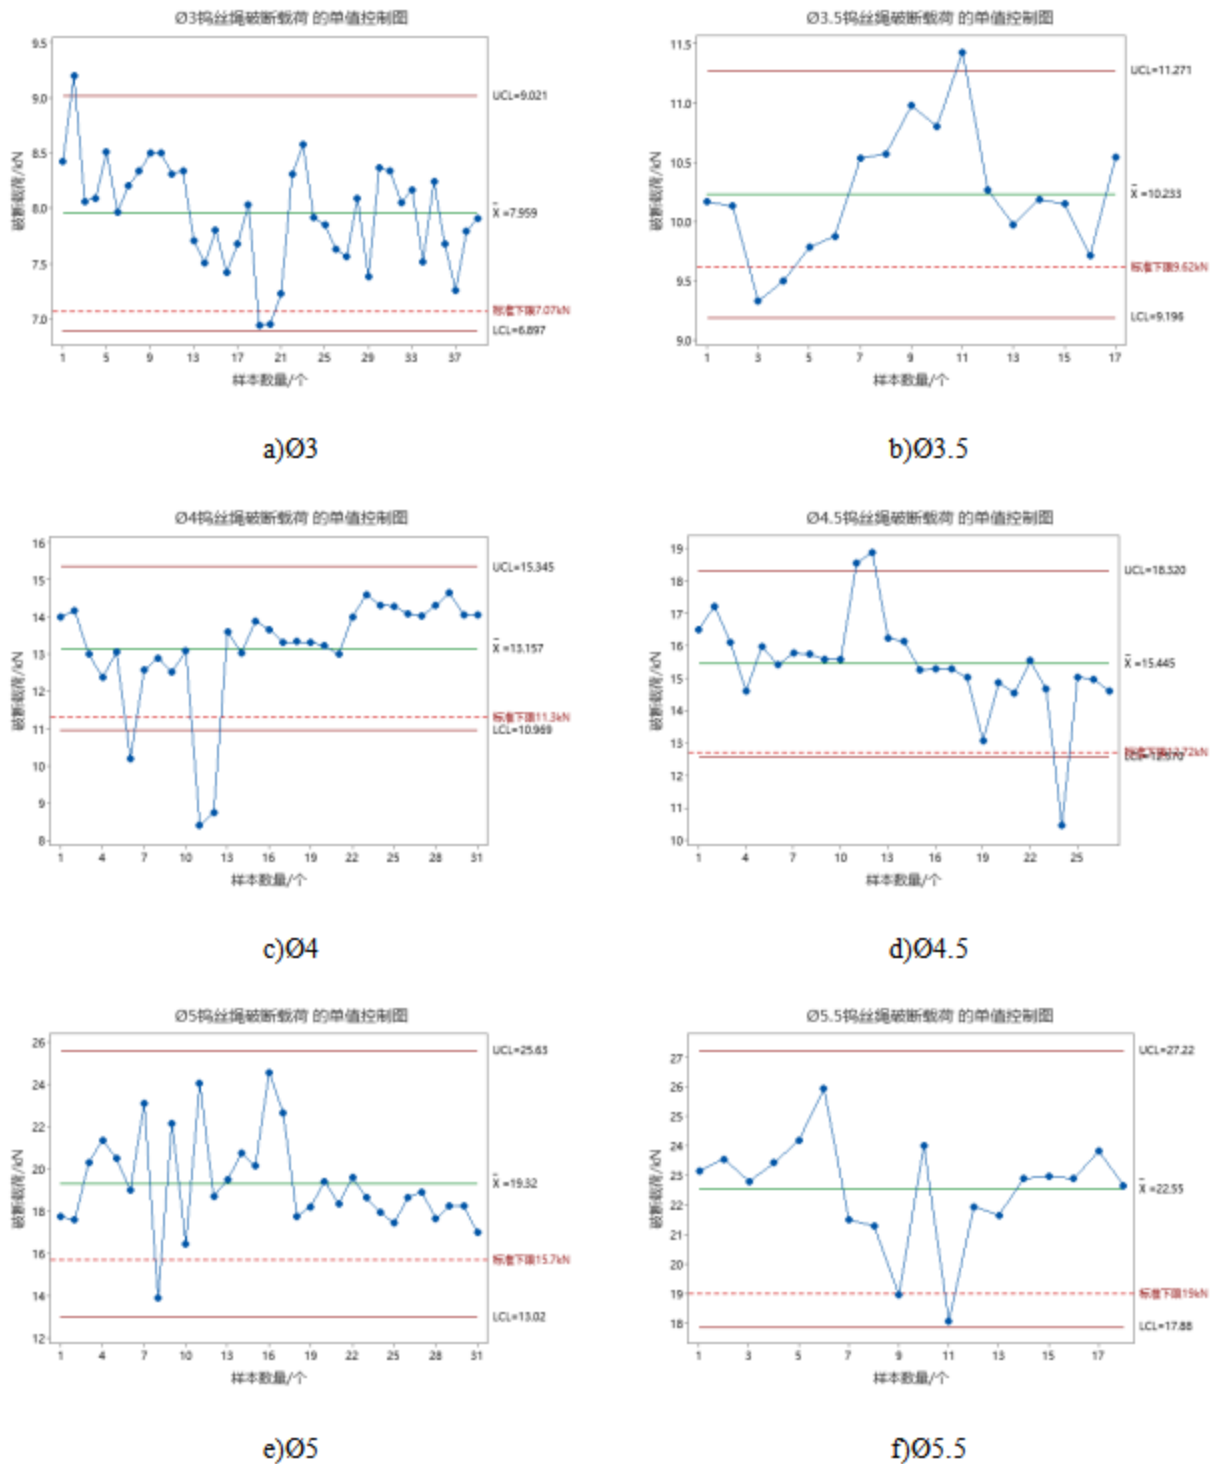 Ø3钨丝绳破断载荷 的单值控制图
破断载荷/kN
9.5
9.0
8.5
8.0
7.5
7.0
UCL=9.021
X̄ =7.959
标准下限7.07kN
LCL=6.897
1 5 9 13 17 21 25 29 33 37
样本数量/个
a)Ø3
Ø3.5钨丝绳破断载荷 的单值控制图
破断载荷/kN
11.5
11.0
10.5
10.0
9.5
9.0
UCL=11.271
X̄ =10.233
标准下限9.62kN
LCL=9.196
1 3 5 7 9 11 13 15 17
样本数量/个
b)Ø3.5
Ø4钨丝绳破断载荷 的单值控制图
破断载荷/kN
16
15
14
13
12
11
10
9
8
UCL=15.345
X̄ =13.157
标准下限11.3kN
LCL=10.969
1 4 7 10 13 16 19 22 25 28 31
样本数量/个
c)Ø4
Ø4.5钨丝绳破断载荷 的单值控制图
破断载荷/kN
19
18
17
16
15
14
13
12
11
10
UCL=18.320
X̄ =15.445
标准下限12.72kN
LCL=12.570
1 4 7 10 13 16 19 22 25
样本数量/个
d)Ø4.5
Ø5钨丝绳破断载荷 的单值控制图
破断载荷/kN
26
24
22
20
18
16
14
12
UCL=25.63
X̄ =19.32
标准下限15.7kN
LCL=13.02
1 4 7 10 13 16 19 22 25 28 31
样本数量/个
e)Ø5
Ø5.5钨丝绳破断载荷 的单值控制图
破断载荷/kN
27
26
25
24
23
22
21
20
19
18
UCL=27.22
X̄ =22.55
标准下限19kN
LCL=17.88
1 3 5 7 9 11 13 15 17
样本数量/个
f)Ø5.5